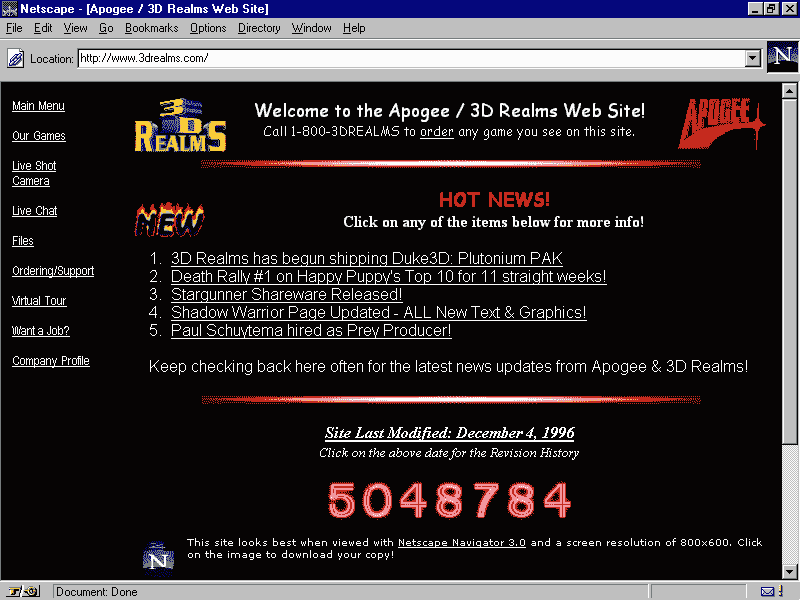 Netscape - [Apogee / 3D Realms Web Site]
File Edit View Go Bookmarks Options Directory Window Help
Location: http://www.3drealms.com/
N
Main Menu
Our Games
Live Shot
Camera
Live Chat
Files
Ordering/Support
Virtual Tour
Want a Job?
Company Profile
3D
REALMS
Welcome to the Apogee / 3D Realms Web Site!
Call 1-800-3DREALMS to order any game you see on this site.
APOGEE
NEW
HOT NEWS!
Click on any of the items below for more info!
1. 3D Realms has begun shipping Duke3D: Plutonium PAK
2. Death Rally #1 on Happy Puppy's Top 10 for 11 straight weeks!
3. Stargunner Shareware Released!
4. Shadow Warrior Page Updated - ALL New Text & Graphics!
5. Paul Schuytema hired as Prey Producer!
Keep checking back here often for the latest news updates from Apogee & 3D Realms!
Site Last Modified: December 4, 1996
Click on the above date for the Revision History
5048784
N
This site looks best when viewed with Netscape Navigator 3.0 and a screen resolution of 800x600. Click
on the image to download your copy!
Document: Done